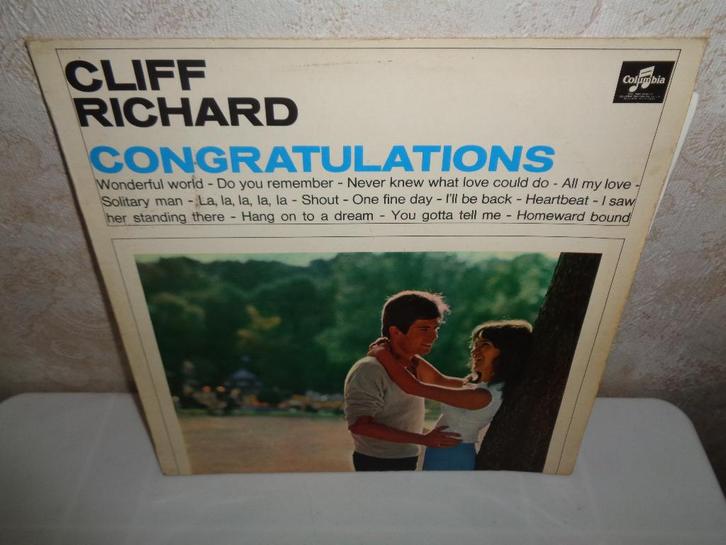 CLIFF
RICHARD
Columbia
CONGRATULATIONS
Wonderful world - Do you remember - Never knew what love could do - All my love -
Solitary man - La, la, la, la, la - Shout - One fine day - I'll be back - Heartbeat - I saw
her standing there - Hang on to a dream - You gotta tell me - Homeward bound